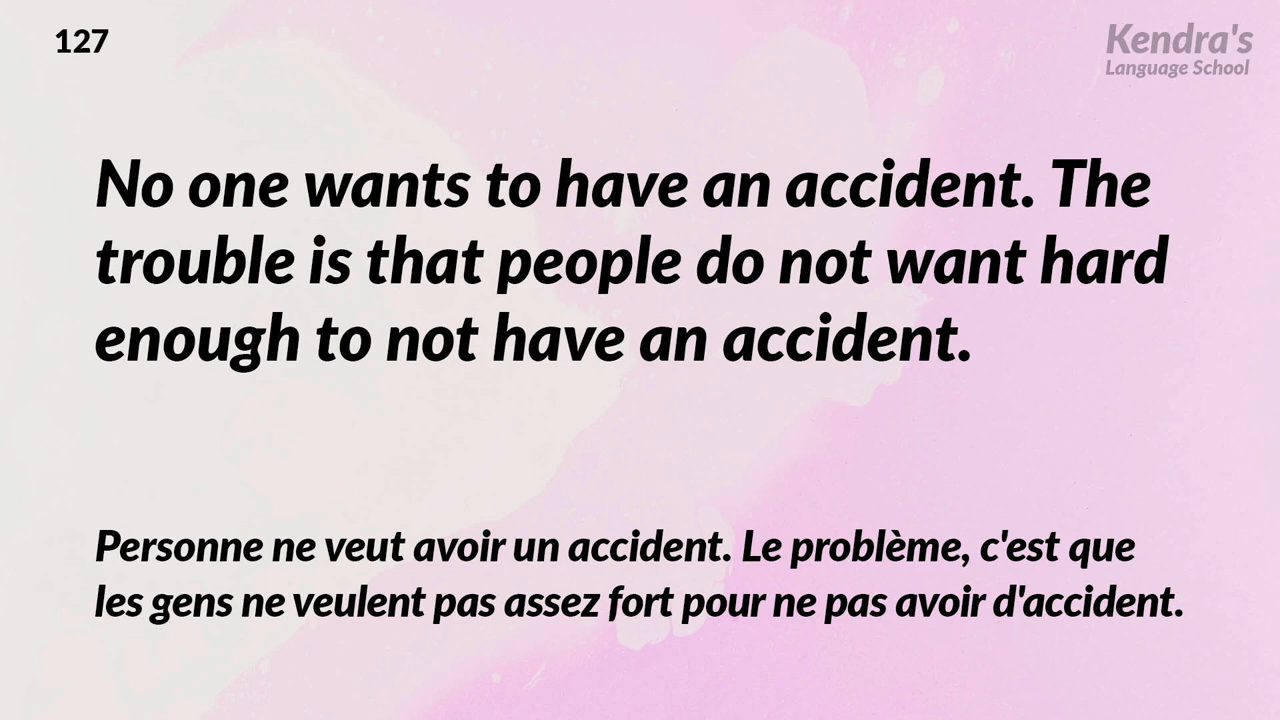 127
Kendra's
Language School
No one wants to have an accident. The
trouble is that people do not want hard
enough to not have an accident.
Personne ne veut avoir un accident. Le problème, c'est que
les gens ne veulent pas assez fort pour ne pas avoir d'accident.